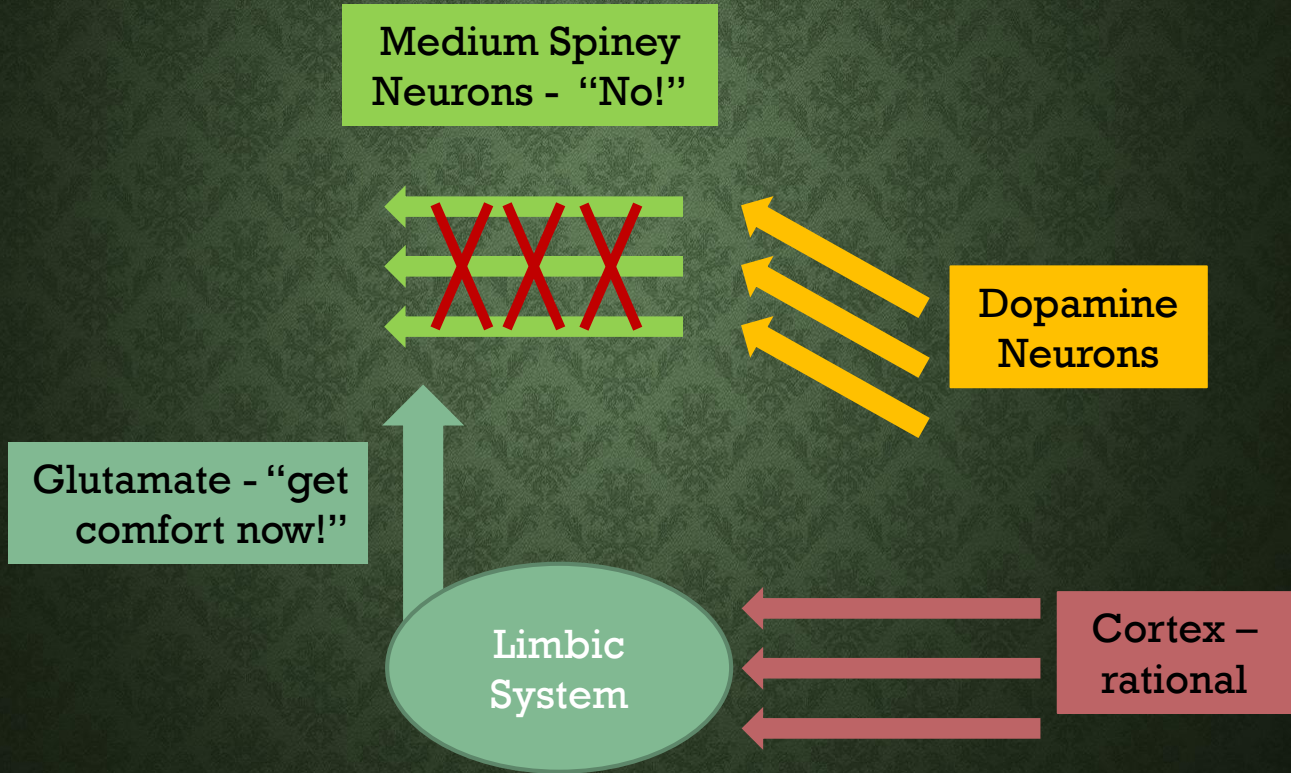 Medium Spiney
Neurons - “No!”
Dopamine
Neurons
Glutamate - “get
comfort now!”
Limbic
System
Cortex –
rational